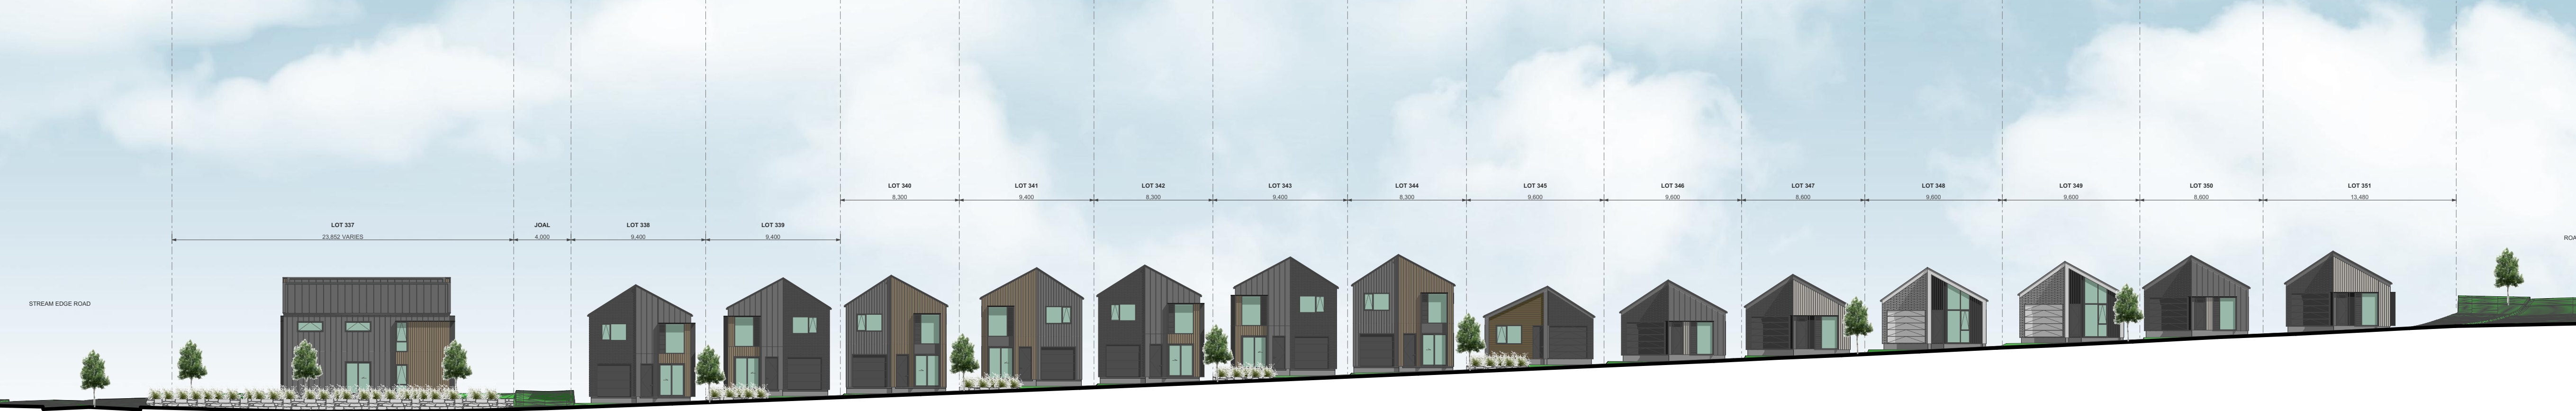 LOT 340
LOT 341
LOT 342
LOT 343
LOT 344
LOT 345
LOT 346
LOT 347
LOT 348
LOT 349
LOT 350
LOT 351
8,300
9,400
8,300
9,400
8,300
9,600
9,600
8,600
9,600
9,600
8,600
13,480
LOT 337
JOAL
LOT 338
LOT 339
23,852 VARIES
4,000
9,400
9,400
ROA
STREAM EDGE ROAD